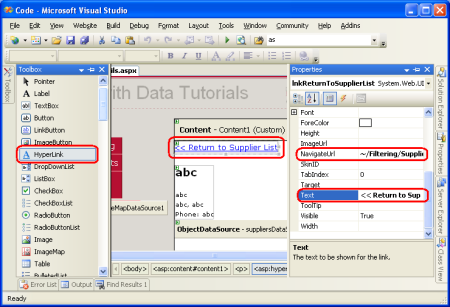 Code - Microsoft Visual Studio
File Edit View Website Build Debug Format Layout Tools Window Community Help Addins
as
Toolbox
Toolbox
Pointer
Label
TextBox
Button
LinkButton
ImageButton
HyperLink
DropDownList
ListBox
CheckBox
CheckBoxList
RadioButton
RadioButtonList
Image
ImageMap
Table
BulletedList
ils.aspx
ith Data Tutorials
Content - Content1 (Custom)
<< Return to Supplier List
abc
abc
abc, abc
Phone: abc
eMapDataSource1
ObjectDataSource - suppliersDataS
<body> <asp:content#content1> <p> <asp:hype
Properties
lnkReturnToSupplierList System.Web.UI
Font
ForeColor
Height
ImageUrl
NavigateUrl ~/Filtering/Supplie
SkinID
TabIndex 0
Target
Text << Return to Sup
ToolTip
Visible True
Width
Text
The text to be shown for the link.
Solution Explorer
Properties
Server Explorer
Class View
Error List Output Find Results 1
Ready